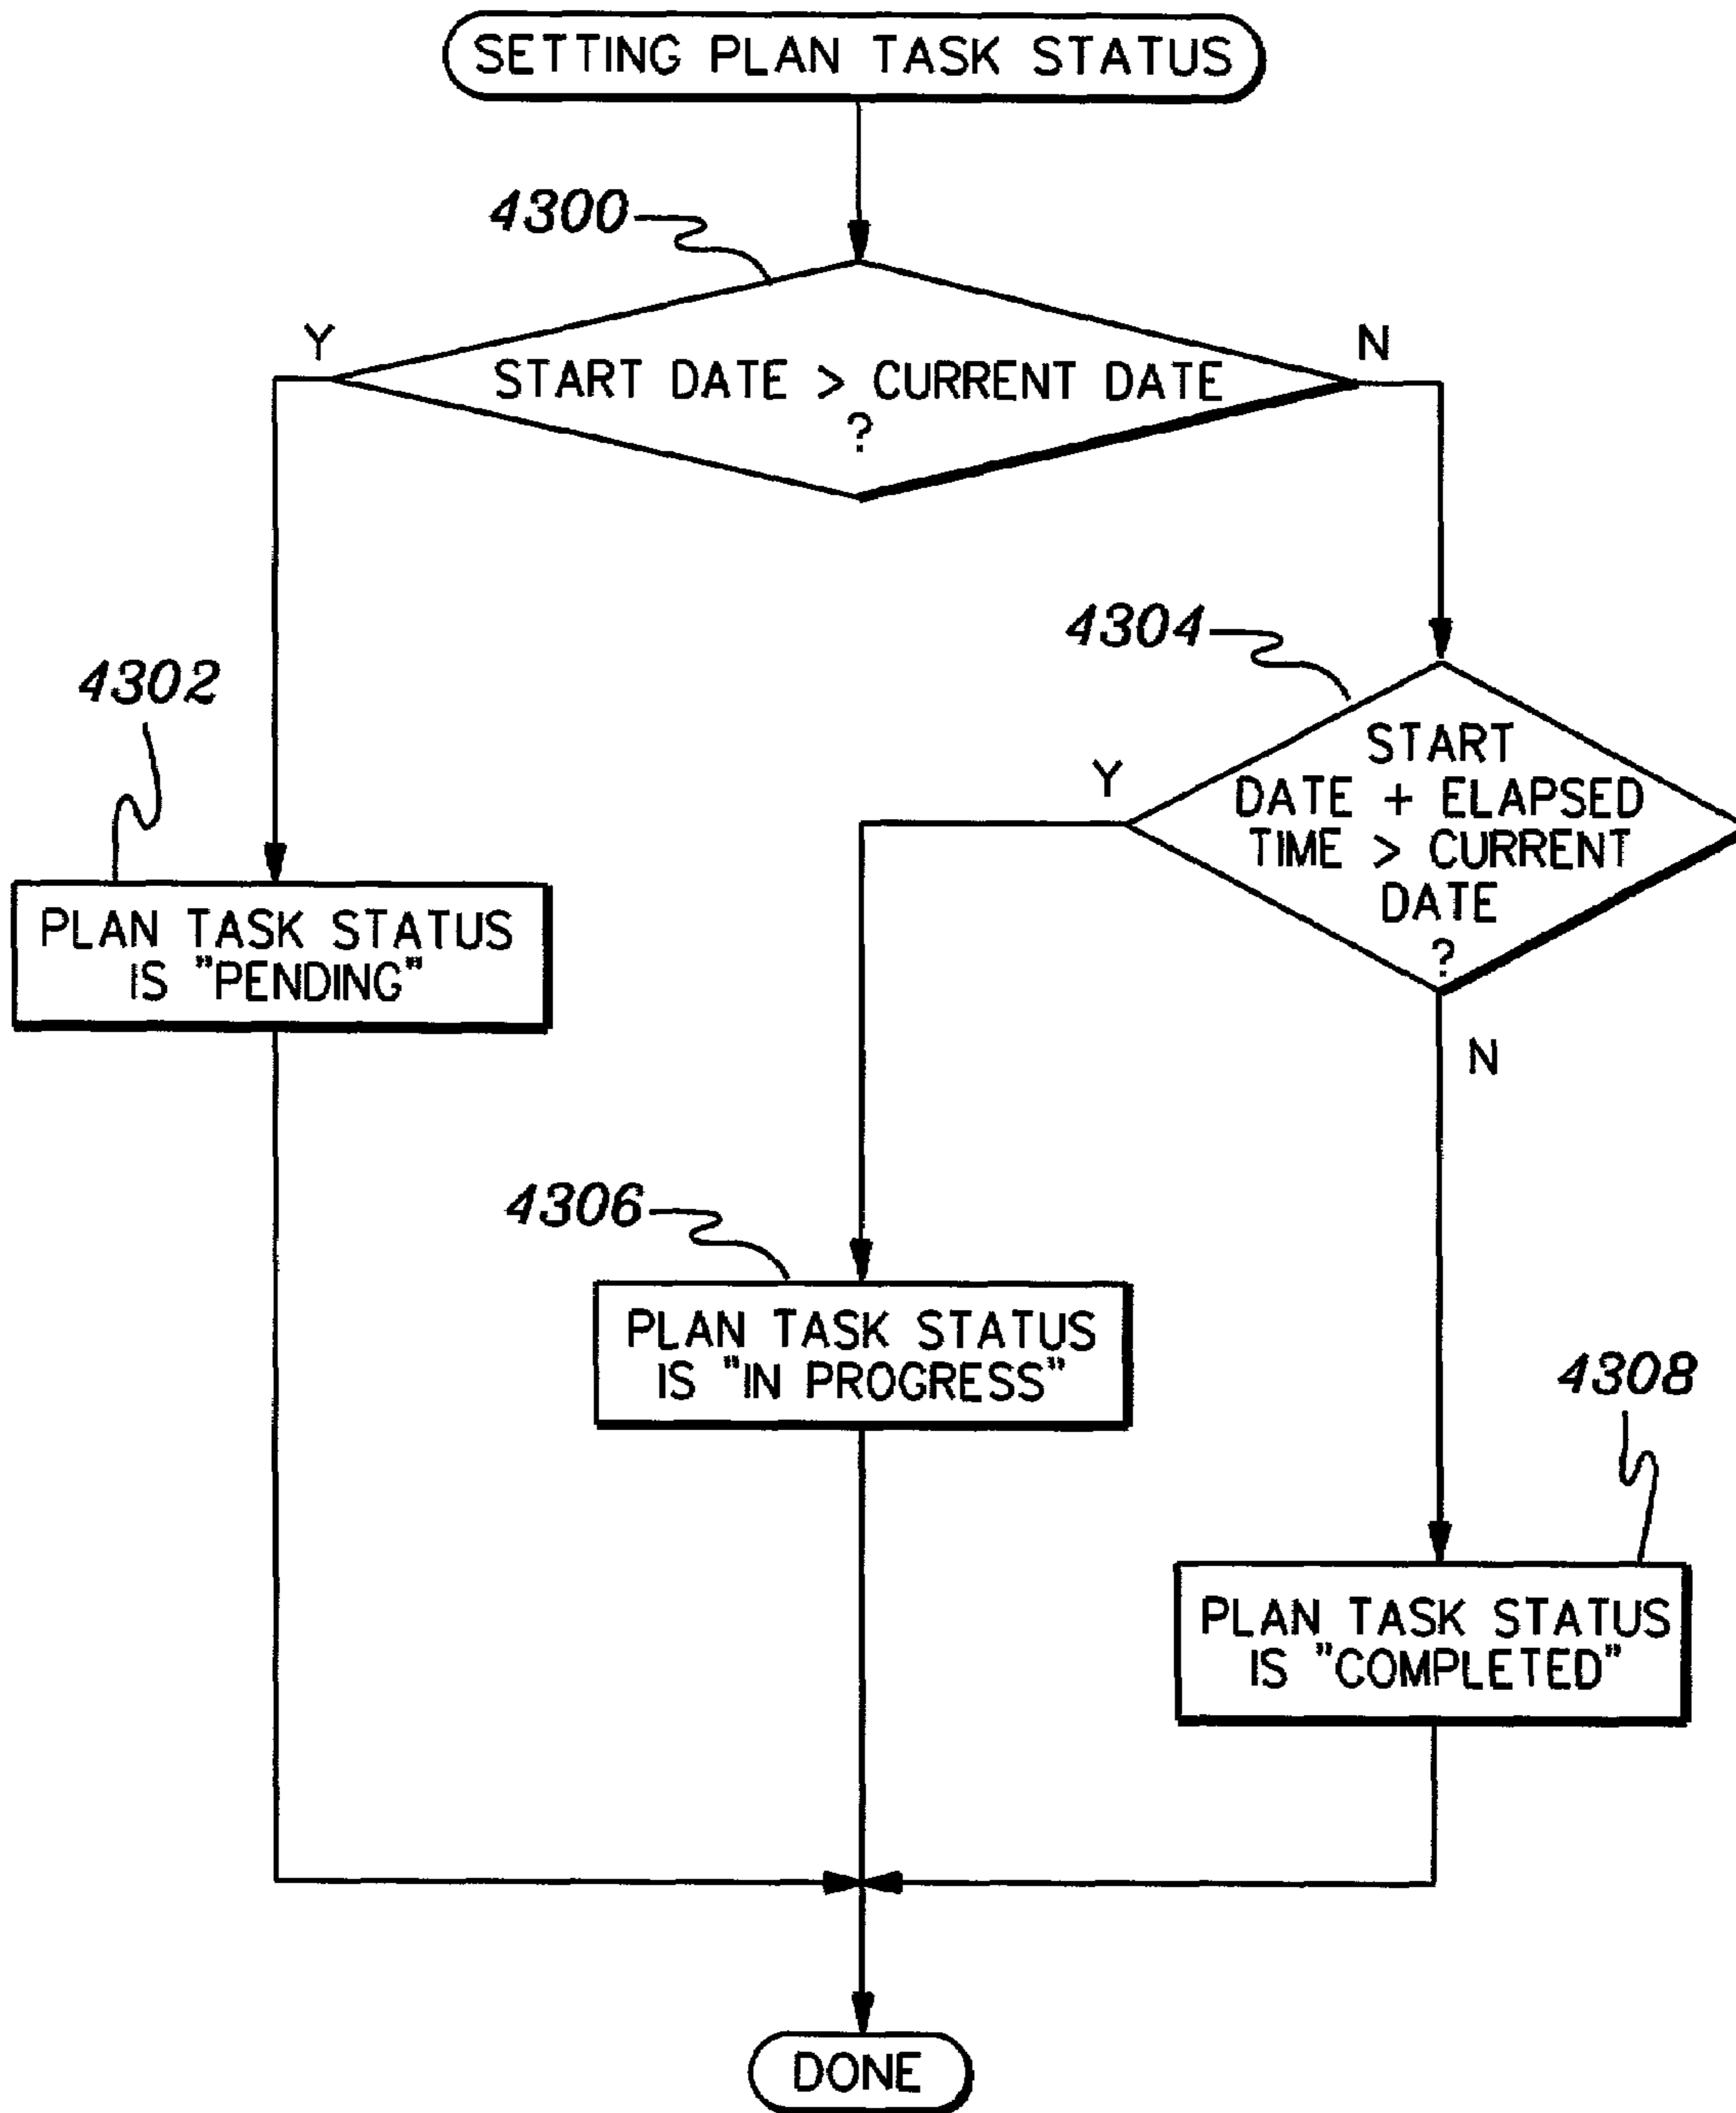 SETTING PLAN TASK STATUS
4300
Y
N
START DATE > CURRENT DATE
?
4304
4302
START
DATE + ELAPSED
TIME > CURRENT
DATE
?
Y
N
PLAN TASK STATUS
IS "PENDING"
4306
PLAN TASK STATUS
IS "IN PROGRESS"
4308
PLAN TASK STATUS
IS "COMPLETED"
DONE